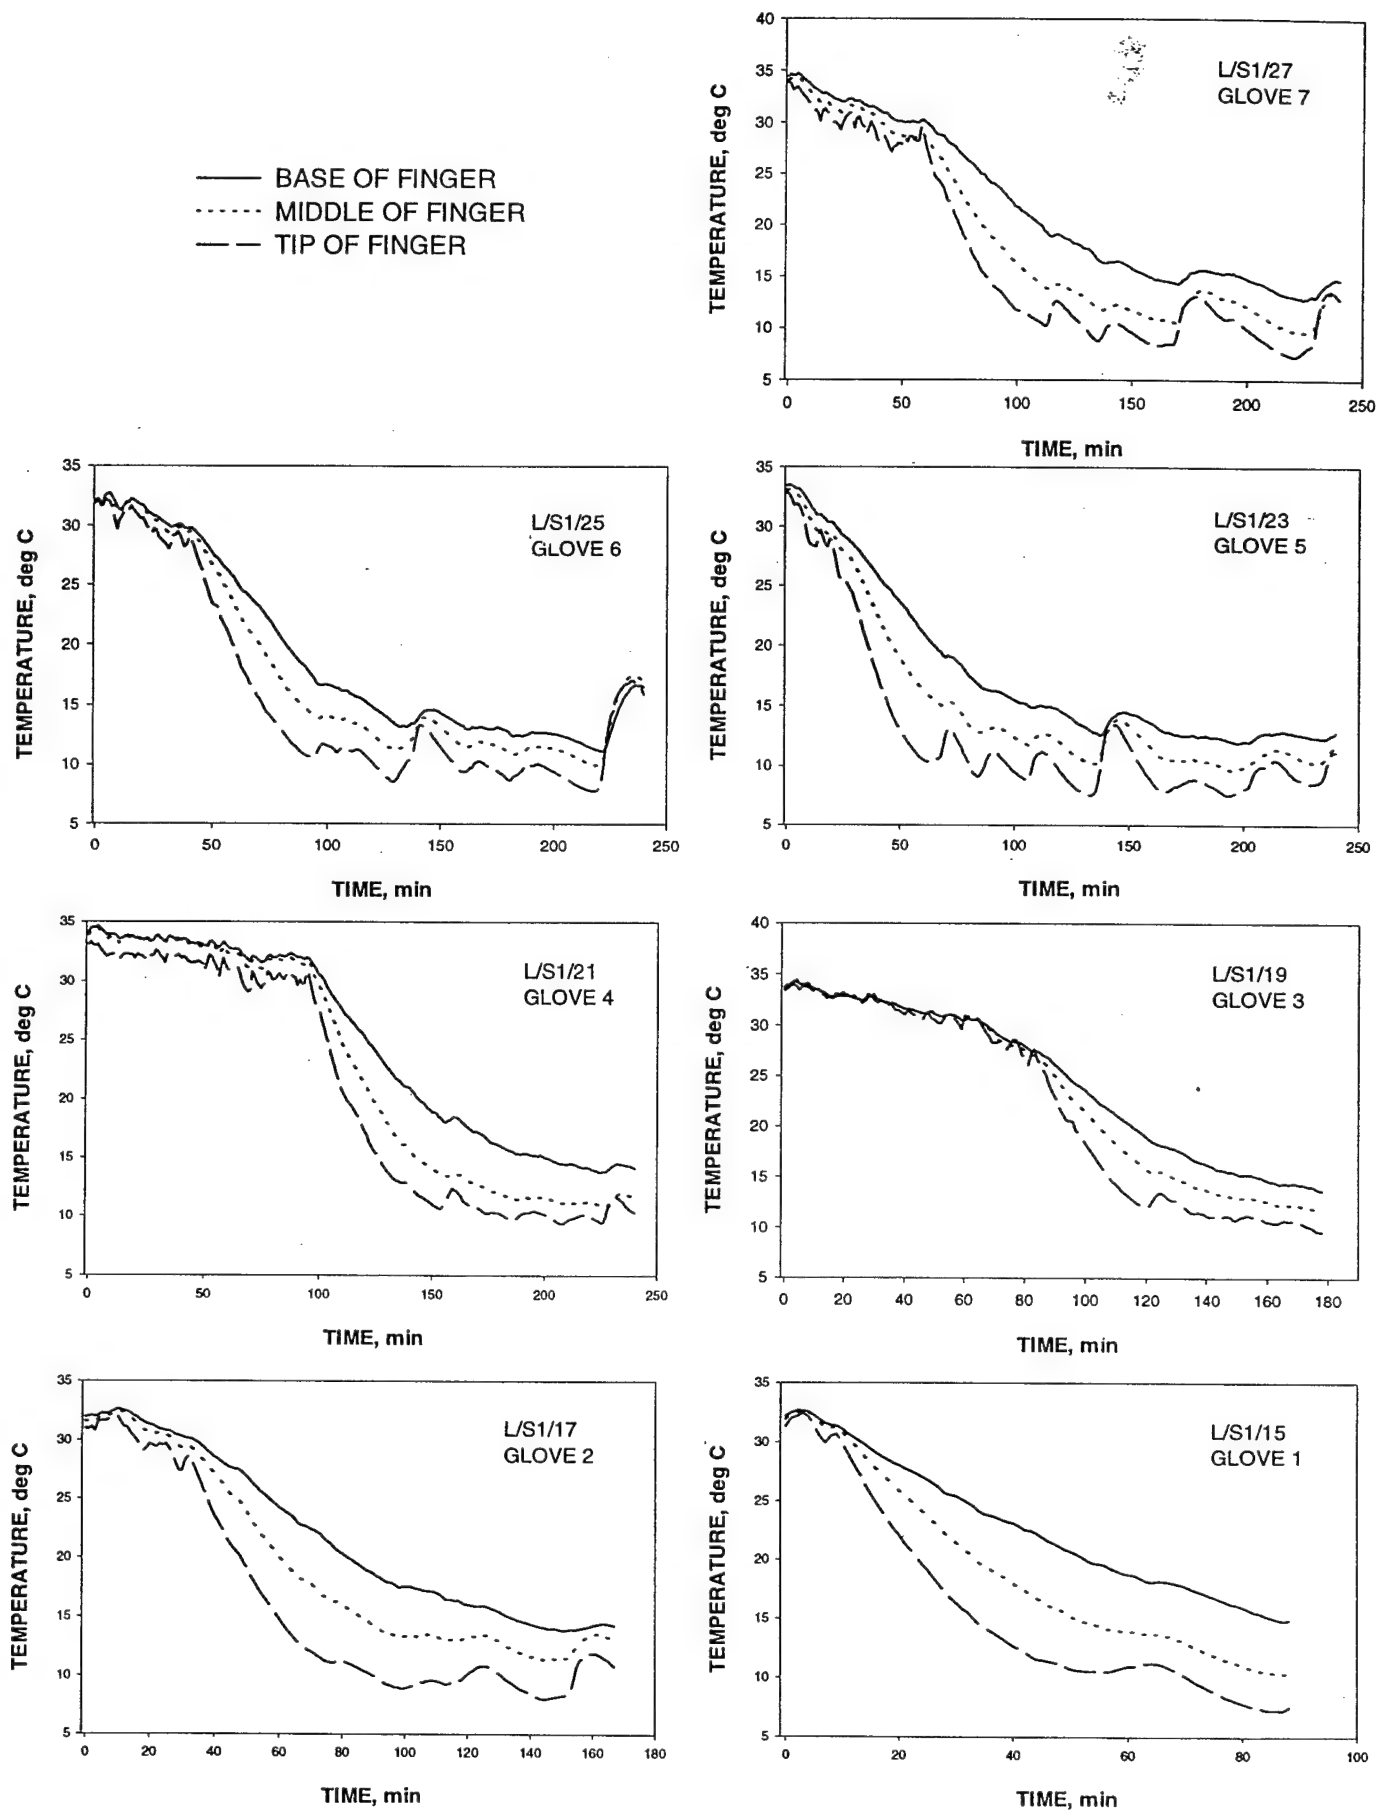 BASE OF FINGER
MIDDLE OF FINGER
TIP OF FINGER
40
35
30
25
20
15
10
5
TEMPERATURE, deg C
L/S1/27
GLOVE 7
0 50 100 150 200 250
TIME, min
35
30
25
20
15
10
5
TEMPERATURE, deg C
L/S1/25
GLOVE 6
0 50 100 150 200 250
TIME, min
35
30
25
20
15
10
5
TEMPERATURE, deg C
L/S1/23
GLOVE 5
0 50 100 150 200 250
TIME, min
35
30
25
20
15
10
5
TEMPERATURE, deg C
L/S1/21
GLOVE 4
0 50 100 150 200 250
TIME, min
40
35
30
25
20
15
10
5
TEMPERATURE, deg C
L/S1/19
GLOVE 3
0 20 40 60 80 100 120 140 160 180
TIME, min
35
30
25
20
15
10
5
TEMPERATURE, deg C
L/S1/17
GLOVE 2
0 20 40 60 80 100 120 140 160 180
TIME, min
35
30
25
20
15
10
5
TEMPERATURE, deg C
L/S1/15
GLOVE 1
0 20 40 60 80 100
TIME, min